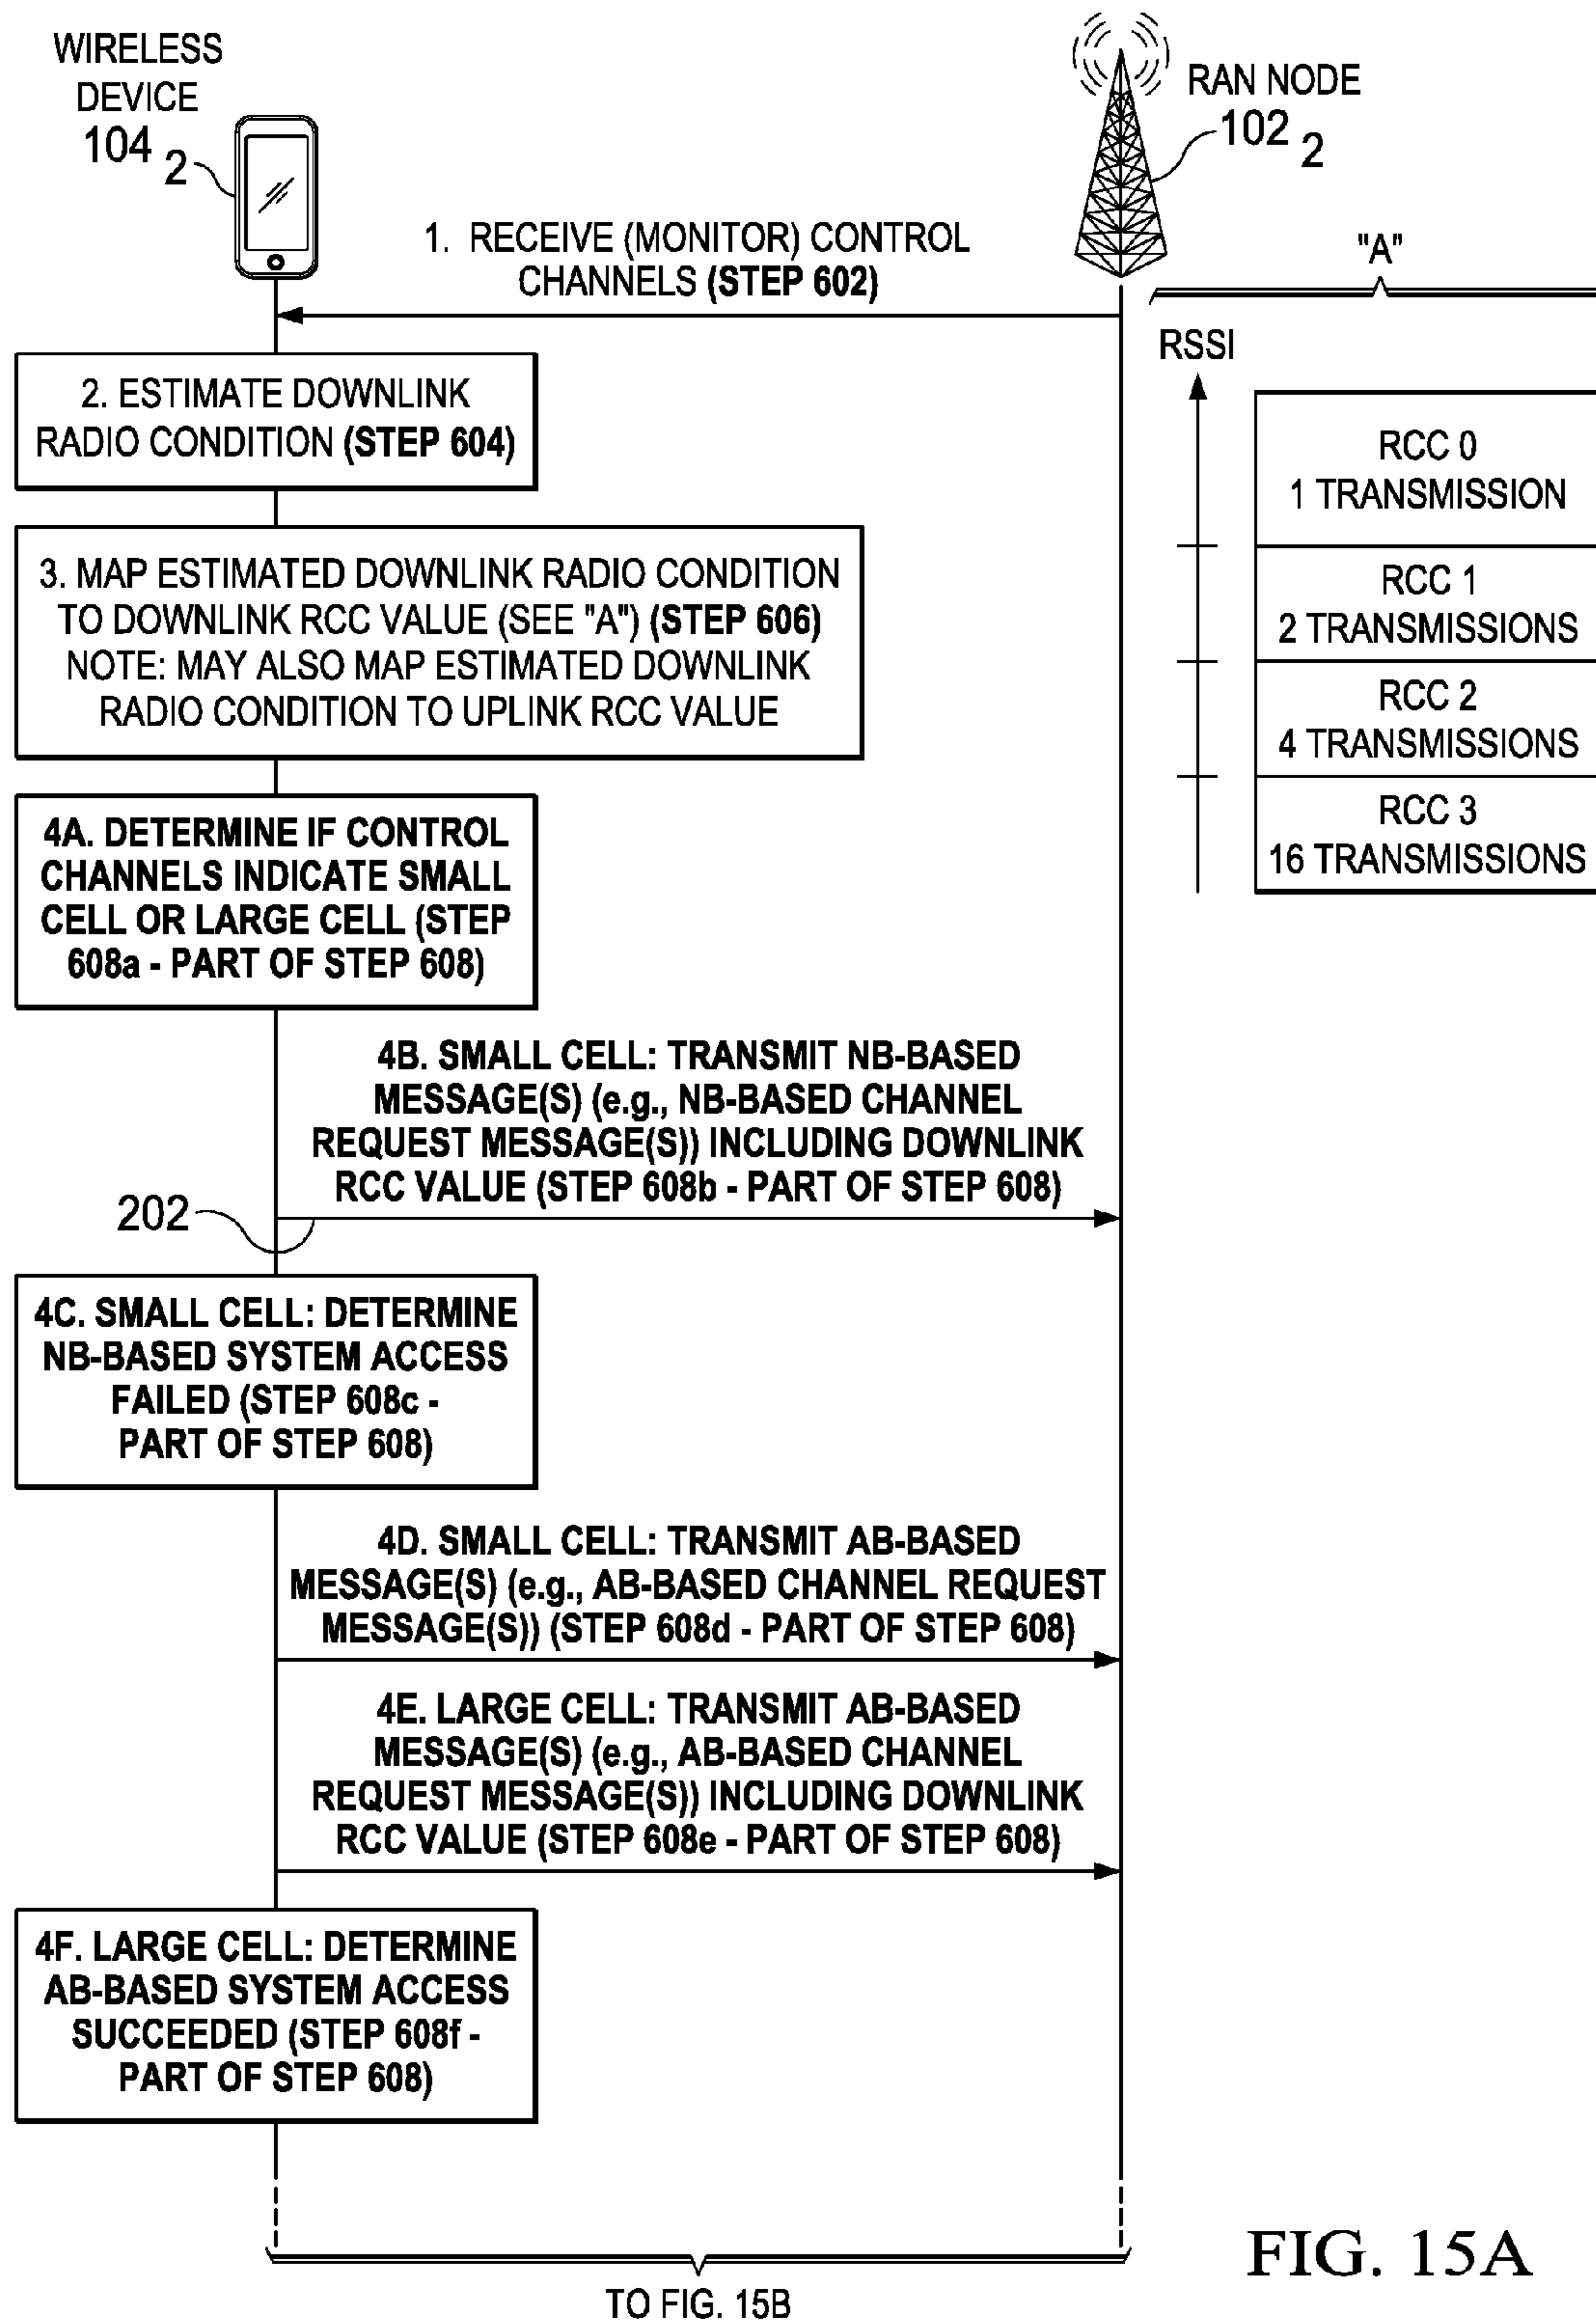 WIRELESS
DEVICE
104 2
RAN NODE
102 2
1. RECEIVE (MONITOR) CONTROL
CHANNELS (STEP 602)
"A"
RSSI
RCC 0
1 TRANSMISSION
RCC 1
2 TRANSMISSIONS
RCC 2
4 TRANSMISSIONS
RCC 3
16 TRANSMISSIONS
2. ESTIMATE DOWNLINK
RADIO CONDITION (STEP 604)
3. MAP ESTIMATED DOWNLINK RADIO CONDITION
TO DOWNLINK RCC VALUE (SEE "A") (STEP 606)
NOTE: MAY ALSO MAP ESTIMATED DOWNLINK
RADIO CONDITION TO UPLINK RCC VALUE
4A. DETERMINE IF CONTROL
CHANNELS INDICATE SMALL
CELL OR LARGE CELL (STEP
608a - PART OF STEP 608)
4B. SMALL CELL: TRANSMIT NB-BASED
MESSAGE(S) (e.g., NB-BASED CHANNEL
REQUEST MESSAGE(S)) INCLUDING DOWNLINK
RCC VALUE (STEP 608b - PART OF STEP 608)
202
4C. SMALL CELL: DETERMINE
NB-BASED SYSTEM ACCESS
FAILED (STEP 608c -
PART OF STEP 608)
4D. SMALL CELL: TRANSMIT AB-BASED
MESSAGE(S) (e.g., AB-BASED CHANNEL REQUEST
MESSAGE(S)) (STEP 608d - PART OF STEP 608)
4E. LARGE CELL: TRANSMIT AB-BASED
MESSAGE(S) (e.g., AB-BASED CHANNEL
REQUEST MESSAGE(S)) INCLUDING DOWNLINK
RCC VALUE (STEP 608e - PART OF STEP 608)
4F. LARGE CELL: DETERMINE
AB-BASED SYSTEM ACCESS
SUCCEEDED (STEP 608f -
PART OF STEP 608)
TO FIG. 15B
FIG. 15A